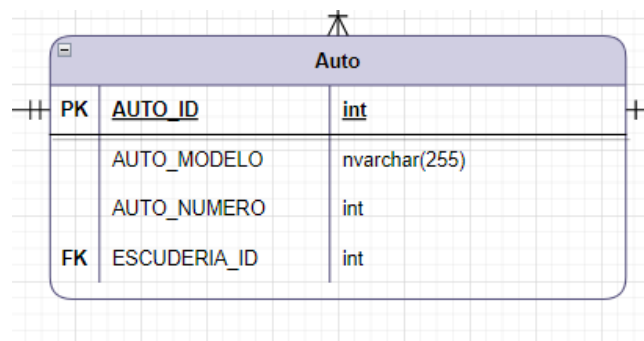 Auto
PK AUTO_ID int
AUTO_MODELO nvarchar(255)
AUTO_NUMERO int
FK ESCUDERIA_ID int